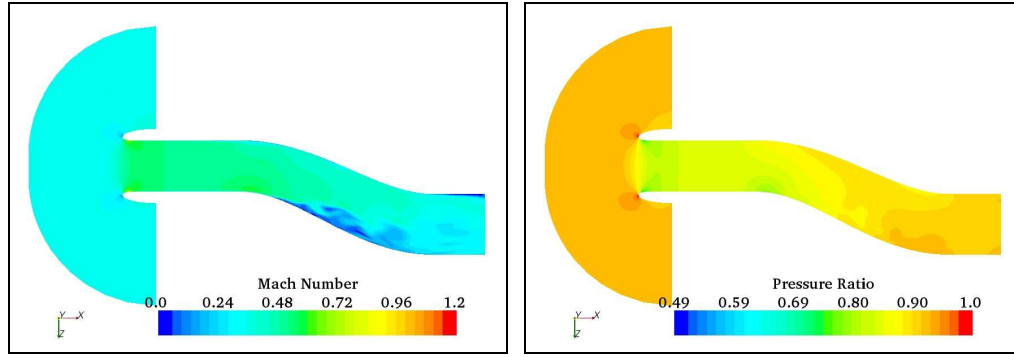 Mach Number
0.0 0.24 0.48 0.72 0.96 1.2
Y X
Z
Pressure Ratio
0.49 0.59 0.69 0.80 0.90 1.0
Y X
Z